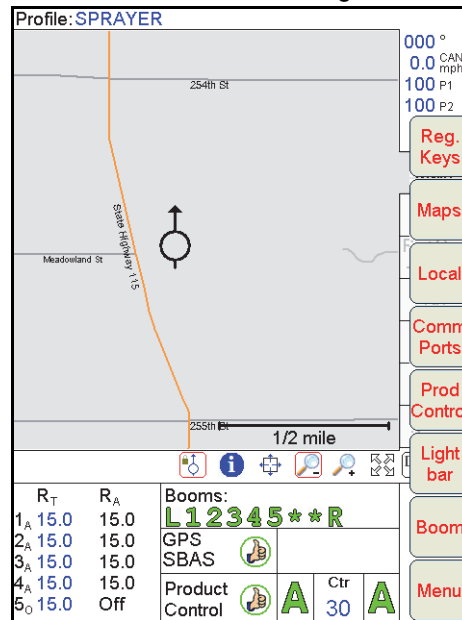 Profile: SPRAYER
000 °
0.0 CAN mph
100 P1
100 P2
254th St
State Highway 115
Meadowland St
255th
1/2 mile
Reg. Keys
Maps
Local
Comm Ports
Prod Contro
Light bar
Boom
Menu
RT RA
1A 15.0 15.0
2A 15.0 15.0
3A 15.0 15.0
4A 15.0 15.0
5O 15.0 Off
Booms:
L12345**R
GPS
SBAS
Product
Control
A
Ctr
30
A